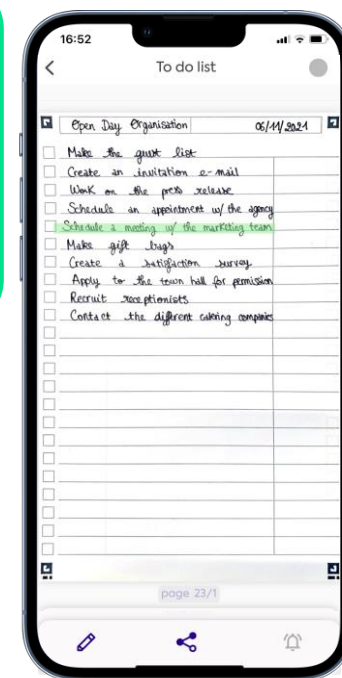 16:52
To do list
Open Day Organisation 06/11/2021
Make the guest list
Create an invitation e-mail
Work on the press release
Schedule an appointment w/ the agency
Schedule a meeting w/ the marketing team
Make gift bags
Create a satisfaction survey
Apply to the town hall for permission
Recruit receptionists
Contact the different catering companies
page 23/1